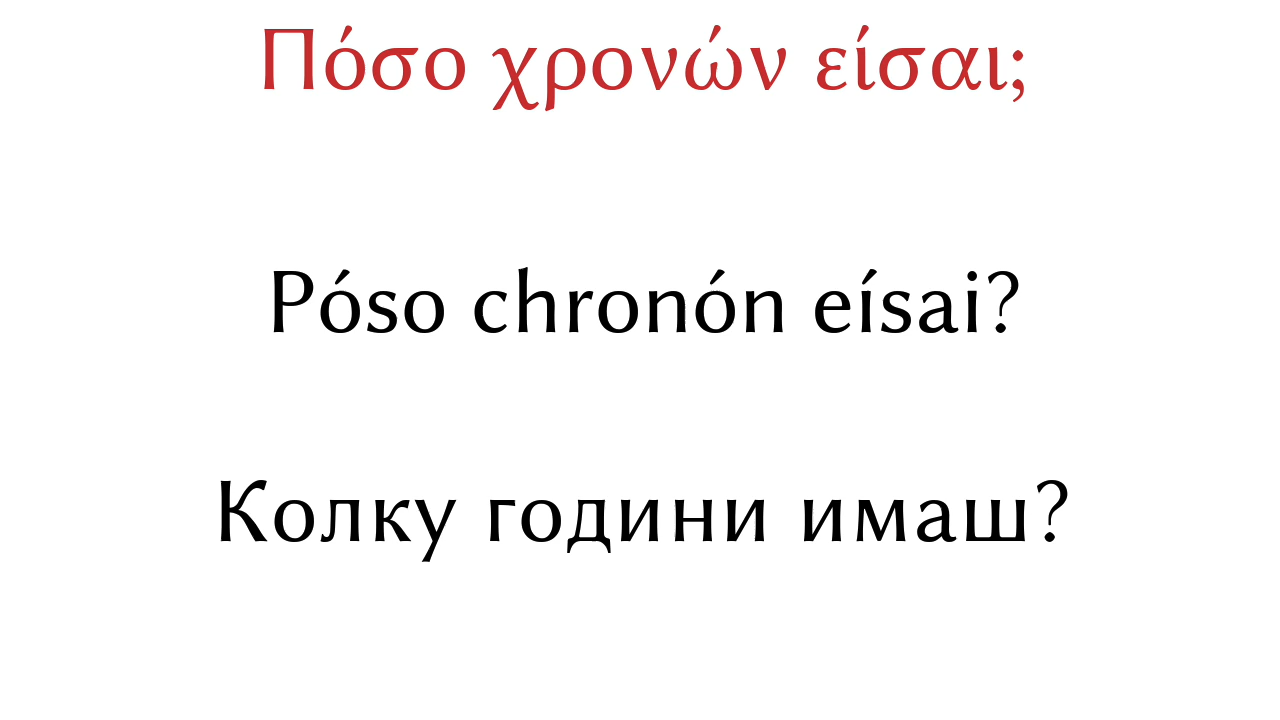 Πόσο χρονών είσαι;
Póso chronón eísai?
Колку години имаш?